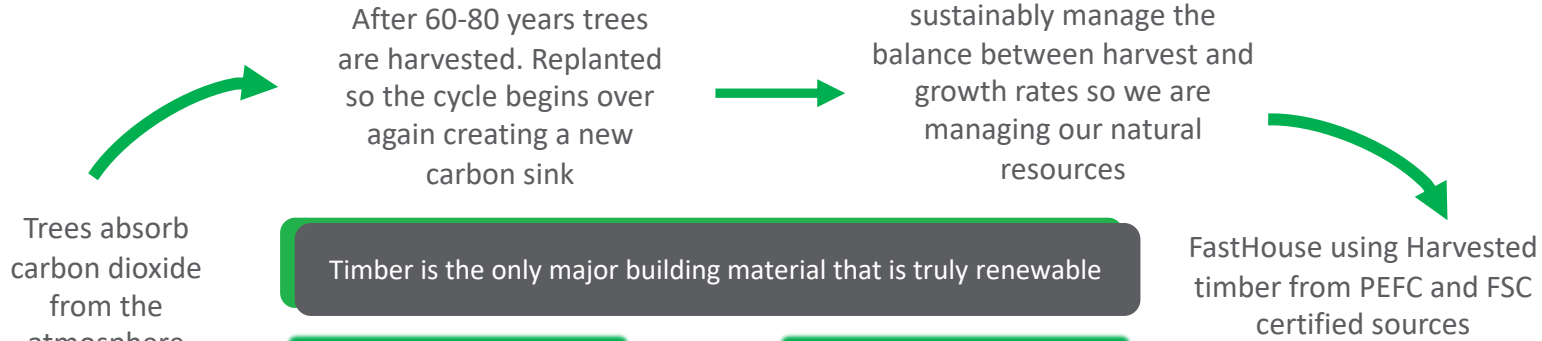 After 60-80 years trees
are harvested. Replanted
so the cycle begins over
again creating a new
carbon sink
sustainably manage the
balance between harvest and
growth rates so we are
managing our natural
resources
Trees absorb
carbon dioxide
from the
atmosphere
Timber is the only major building material that is truly renewable
FastHouse using Harvested
timber from PEFC and FSC
certified sources